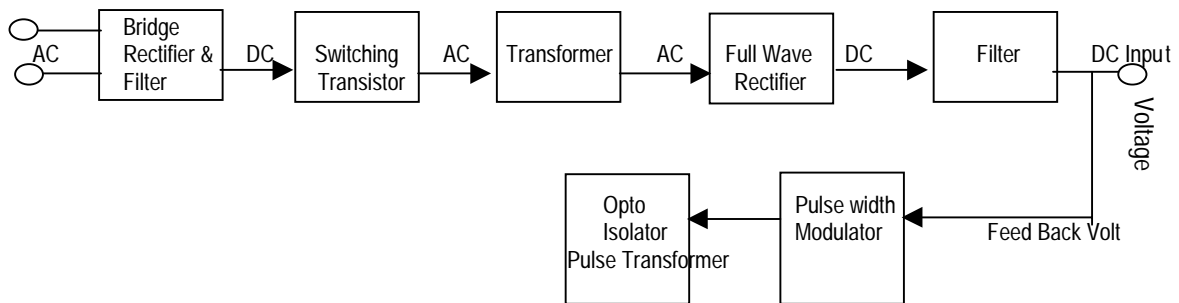 AC
Bridge
Rectifier &
Filter
DC
Switching
Transistor
AC
Transformer
AC
Full Wave
Rectifier
DC
Filter
DC Input
Voltage
Opto
Isolator
Pulse Transformer
Pulse width
Modulator
Feed Back Volt